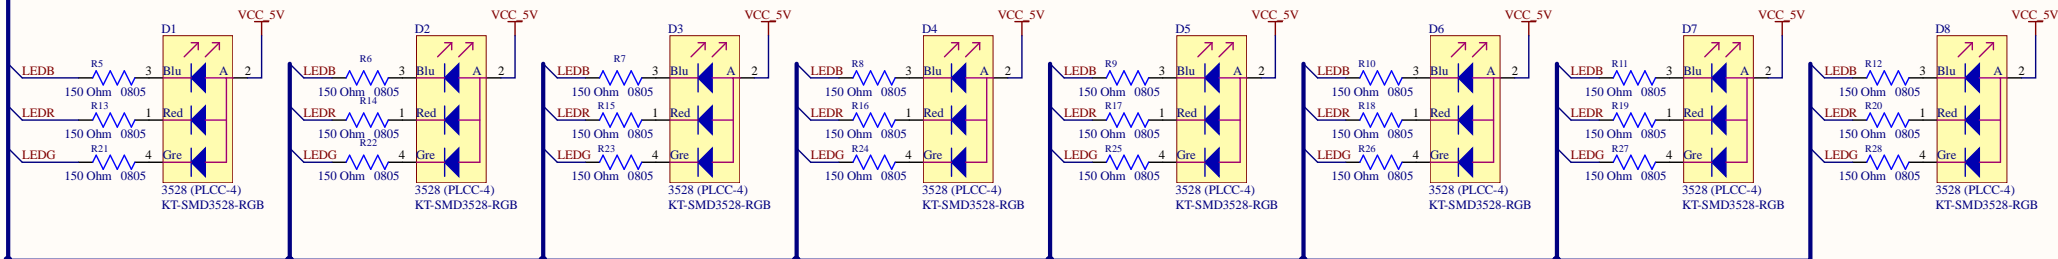 VCC_5V VCC_5V VCC_5V VCC_5V VCC_5V VCC_5V VCC_5V VCC_5V
D1 D2 D3 D4 D5 D6 D7 D8
LEDB R5 3 Blu A 2 LEDB R6 3 Blu A 2 LEDB R7 3 Blu A 2 LEDB R8 3 Blu A 2 LEDB R9 3 Blu A 2 LEDB R10 3 Blu A 2 LEDB R11 3 Blu A 2 LEDB R12 3 Blu A 2
150 Ohm 0805 150 Ohm 0805 150 Ohm 0805 150 Ohm 0805 150 Ohm 0805 150 Ohm 0805 150 Ohm 0805 150 Ohm 0805
LEDR R13 1 Red LEDR R14 1 Red LEDR R15 1 Red LEDR R16 1 Red LEDR R17 1 Red LEDR R18 1 Red LEDR R19 1 Red LEDR R20 1 Red
150 Ohm 0805 150 Ohm 0805 150 Ohm 0805 150 Ohm 0805 150 Ohm 0805 150 Ohm 0805 150 Ohm 0805 150 Ohm 0805
LEDG R21 4 Gre LEDG R22 4 Gre LEDG R23 4 Gre LEDG R24 4 Gre LEDG R25 4 Gre LEDG R26 4 Gre LEDG R27 4 Gre LEDG R28 4 Gre
150 Ohm 0805 150 Ohm 0805 150 Ohm 0805 150 Ohm 0805 150 Ohm 0805 150 Ohm 0805 150 Ohm 0805 150 Ohm 0805
3528 (PLCC-4) 3528 (PLCC-4) 3528 (PLCC-4) 3528 (PLCC-4) 3528 (PLCC-4) 3528 (PLCC-4) 3528 (PLCC-4) 3528 (PLCC-4)
KT-SMD3528-RGB KT-SMD3528-RGB KT-SMD3528-RGB KT-SMD3528-RGB KT-SMD3528-RGB KT-SMD3528-RGB KT-SMD3528-RGB KT-SMD3528-RGB